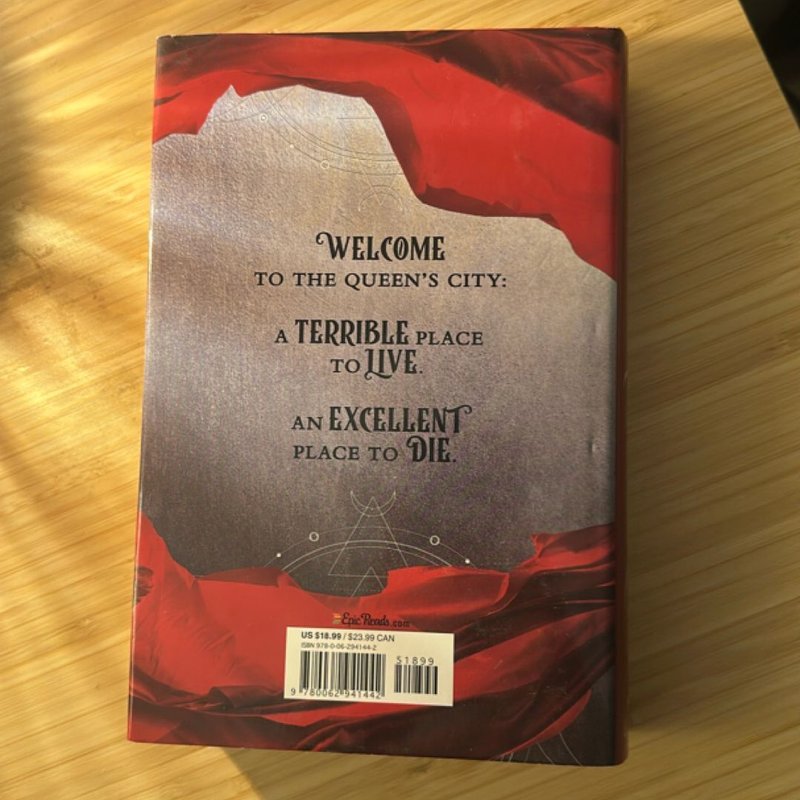 WELCOME
TO THE QUEEN'S CITY:
A TERRIBLE PLACE
TO LIVE.
AN EXCELLENT
PLACE TO DIE.
EpicReads.com
US $18.99 / $23.99 CAN
ISBN 978-0-06-294144-2
51899
9 780062 941442